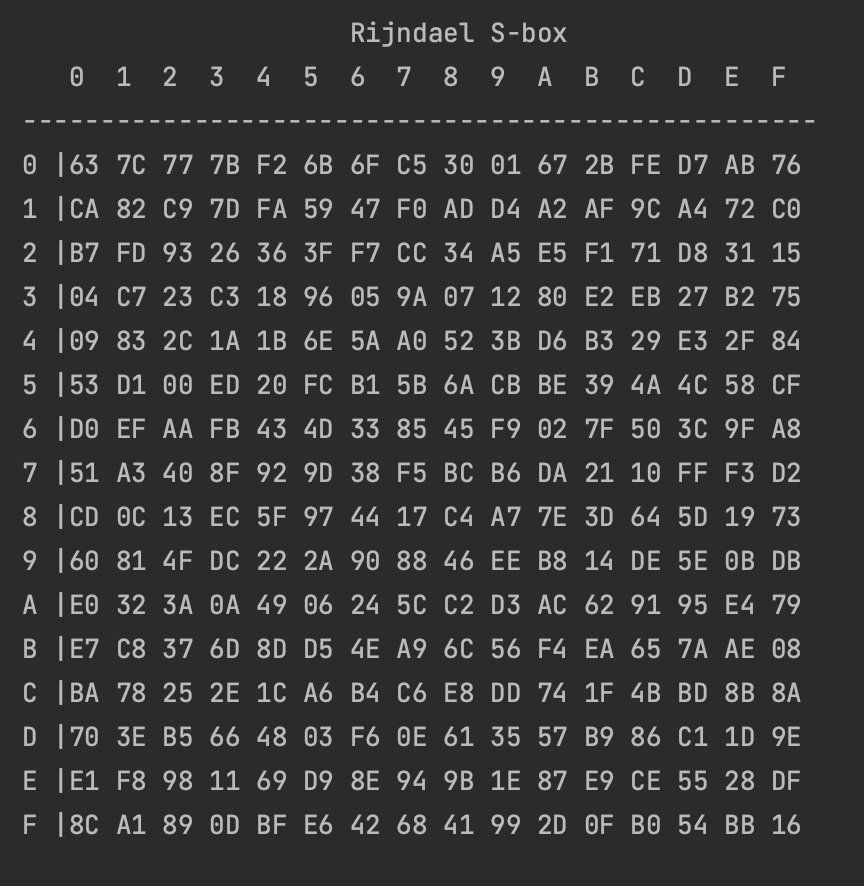 Rijndael S-box
0 1 2 3 4 5 6 7 8 9 A B C D E F
---------------------------------------------------
0 |63 7C 77 7B F2 6B 6F C5 30 01 67 2B FE D7 AB 76
1 |CA 82 C9 7D FA 59 47 F0 AD D4 A2 AF 9C A4 72 C0
2 |B7 FD 93 26 36 3F F7 CC 34 A5 E5 F1 71 D8 31 15
3 |04 C7 23 C3 18 96 05 9A 07 12 80 E2 EB 27 B2 75
4 |09 83 2C 1A 1B 6E 5A A0 52 3B D6 B3 29 E3 2F 84
5 |53 D1 00 ED 20 FC B1 5B 6A CB BE 39 4A 4C 58 CF
6 |D0 EF AA FB 43 4D 33 85 45 F9 02 7F 50 3C 9F A8
7 |51 A3 40 8F 92 9D 38 F5 BC B6 DA 21 10 FF F3 D2
8 |CD 0C 13 EC 5F 97 44 17 C4 A7 7E 3D 64 5D 19 73
9 |60 81 4F DC 22 2A 90 88 46 EE B8 14 DE 5E 0B DB
A |E0 32 3A 0A 49 06 24 5C C2 D3 AC 62 91 95 E4 79
B |E7 C8 37 6D 8D D5 4E A9 6C 56 F4 EA 65 7A AE 08
C |BA 78 25 2E 1C A6 B4 C6 E8 DD 74 1F 4B BD 8B 8A
D |70 3E B5 66 48 03 F6 0E 61 35 57 B9 86 C1 1D 9E
E |E1 F8 98 11 69 D9 8E 94 9B 1E 87 E9 CE 55 28 DF
F |8C A1 89 0D BF E6 42 68 41 99 2D 0F B0 54 BB 16